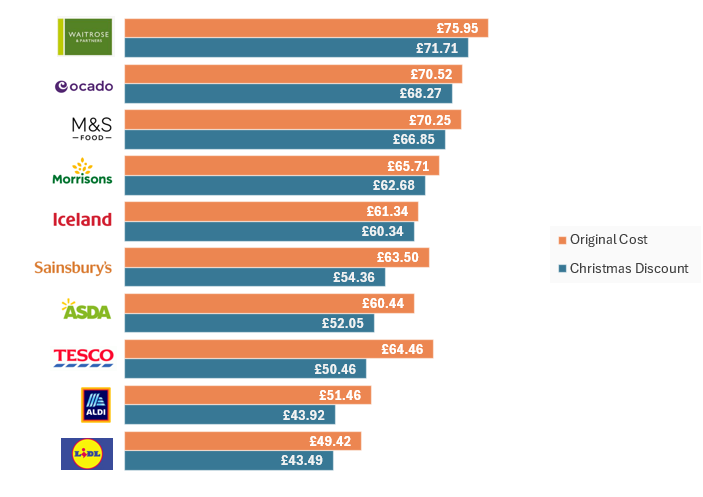 WAITROSE
& PARTNERS
£75.95
£71.71
ocado
£70.52
£68.27
M&S
—FOOD—
£70.25
£66.85
Morrisons
£65.71
£62.68
Iceland
£61.34
£60.34
Sainsbury's
£63.50
£54.36
ASDA
£60.44
£52.05
TESCO
£64.46
£50.46
ALDI
£51.46
£43.92
LIDL
£49.42
£43.49
Original Cost
Christmas Discount